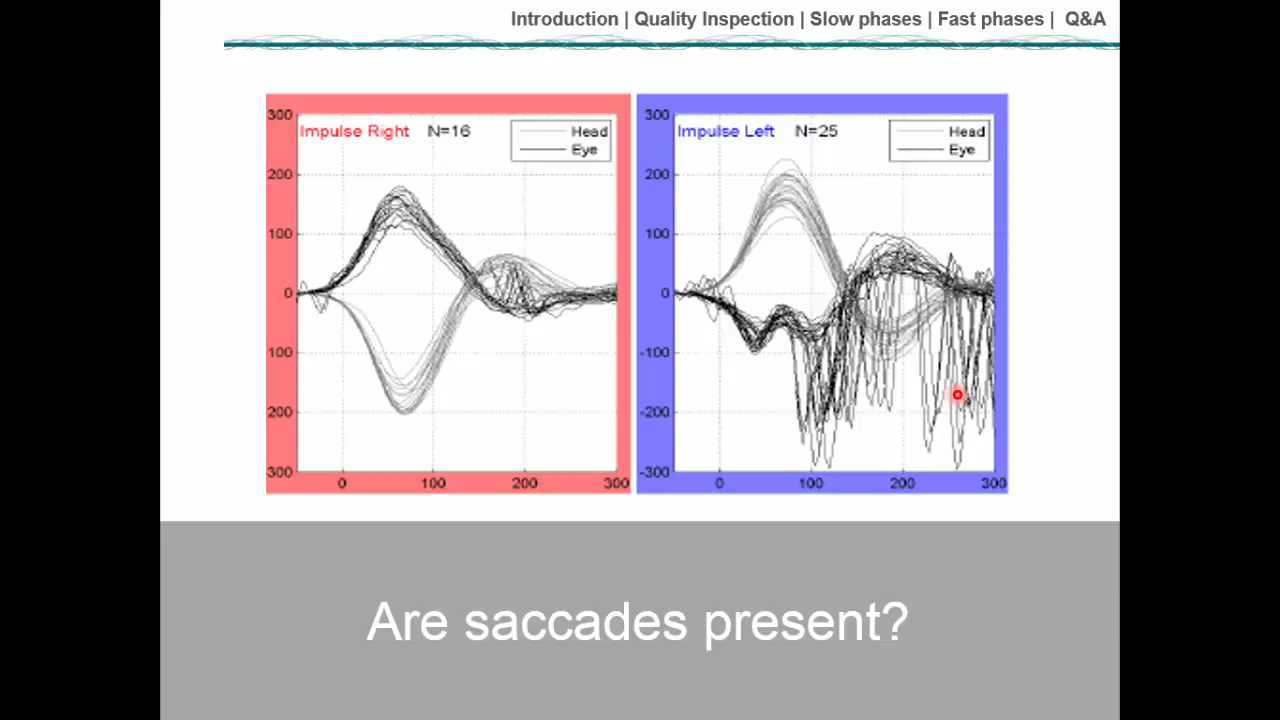 Introduction | Quality Inspection | Slow phases | Fast phases | Q&A
Impulse Right N=16
Head
Eye
300
200
100
0
100
200
300
0 100 200 300
Impulse Left N=25
Head
Eye
300
200
100
0
-100
-200
-300
0 100 200 300
Are saccades present?